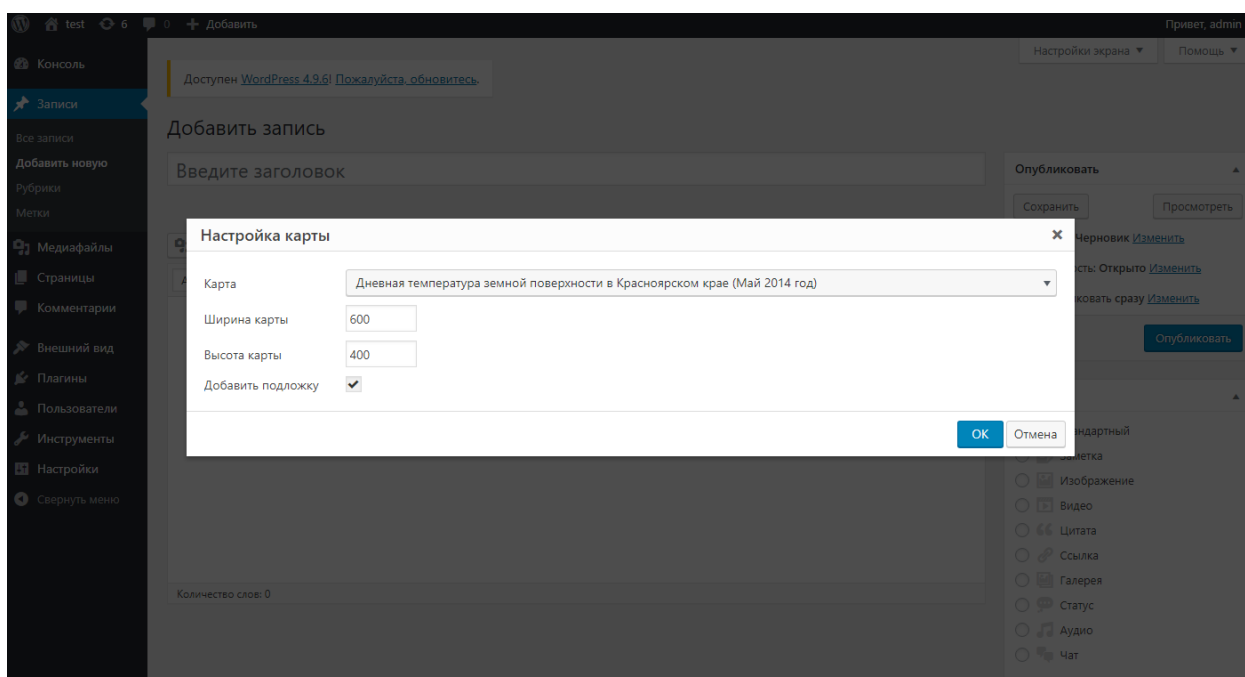 test 6 0 Добавить Привет, admin
Настройки экрана Помощь
Консоль
Доступен WordPress 4.9.6! Пожалуйста, обновитесь.
Записи
Добавить запись
Все записи
Добавить новую
Введите заголовок
Опубликовать
Рубрики
Сохранить Просмотреть
Метки
Настройка карты
Черновик Изменить
Медиафайлы
Открыто Изменить
Страницы
Карта Дневная температура земной поверхности в Красноярском крае (Май 2014 год)
сразу Изменить
Комментарии
Ширина карты 600
Опубликовать
Внешний вид
Высота карты 400
Плагины
Добавить подложку
Пользователи
Инструменты
OK Отмена
Заметка
Настройки
Изображение
Свернуть меню
Видео
Цитата
Ссылка
Галерея
Количество слов: 0
Статус
Аудио
Чат